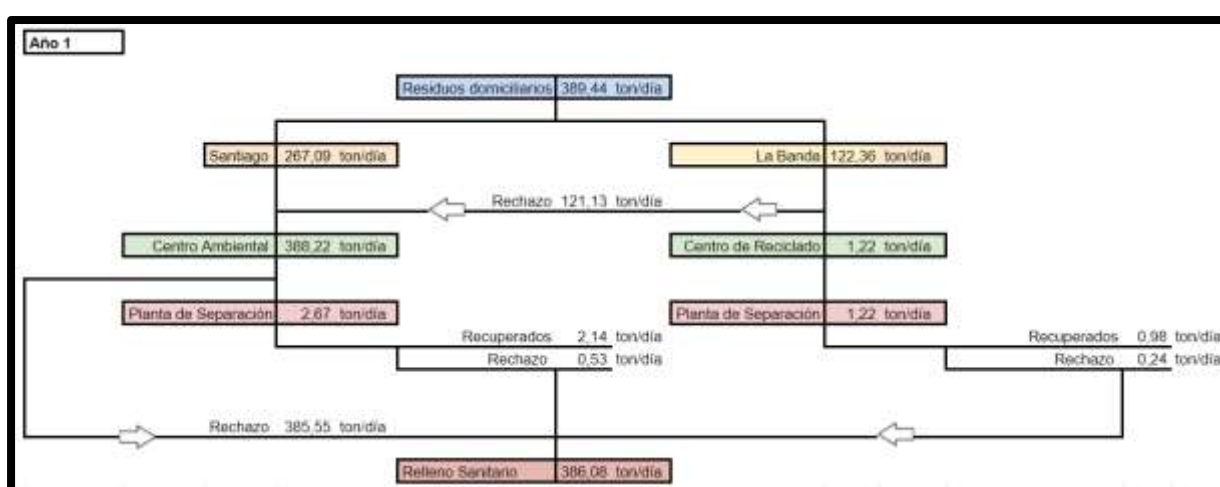 Año 1
Residuos domiciliarios 389,44 ton/día
Santiago 267,09 ton/día
La Banda 122,36 ton/día
Rechazo 121,13 ton/día
Centro Ambiental 388,22 ton/día
Centro de Reciclado 1,22 ton/día
Planta de Separación 2,67 ton/día
Planta de Separación 1,22 ton/día
Recuperados 2,14 ton/día
Recuperados 0,98 ton/día
Rechazo 0,53 ton/día
Rechazo 0,24 ton/día
Rechazo 385,55 ton/día
Relleno Sanitario 386,08 ton/día